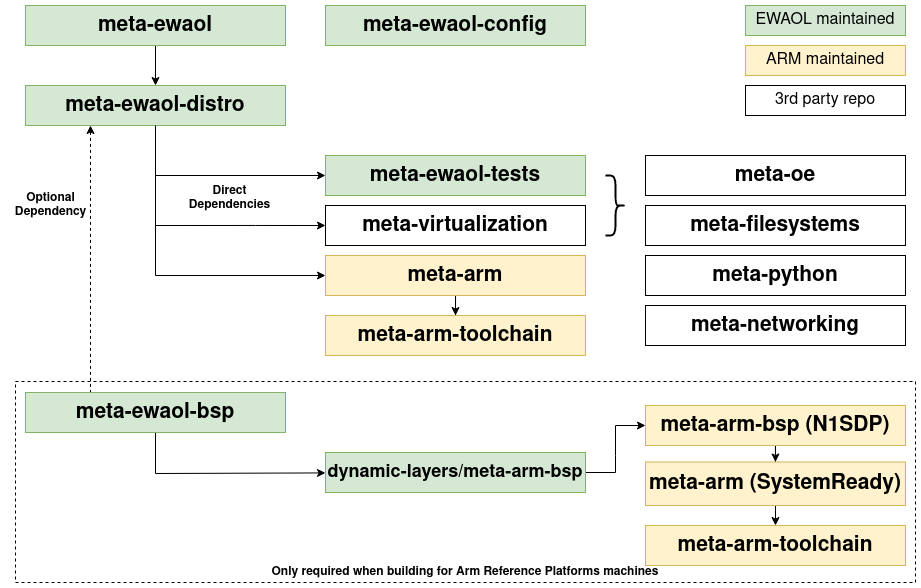 meta-ewaol
meta-ewaol-config
EWAOL maintained
ARM maintained
3rd party repo
meta-ewaol-distro
Optional
Dependency
Direct
Dependencies
meta-ewaol-tests
meta-virtualization
meta-arm
meta-arm-toolchain
meta-oe
meta-filesystems
meta-python
meta-networking
meta-ewaol-bsp
dynamic-layers/meta-arm-bsp
meta-arm-bsp (N1SDP)
meta-arm (SystemReady)
meta-arm-toolchain
Only required when building for Arm Reference Platforms machines